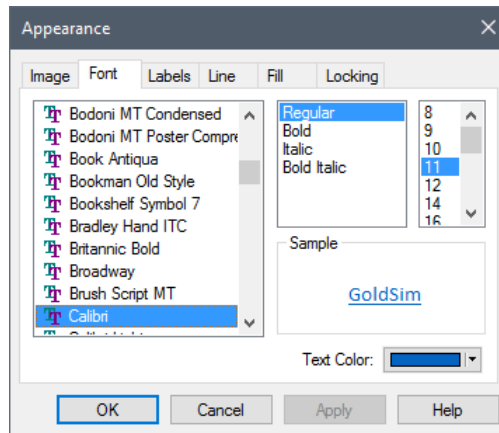 Appearance
Image Font Labels Line Fill Locking
Bodoni MT Condensed
Bodoni MT Poster Compre
Book Antiqua
Bookman Old Style
Bookshelf Symbol 7
Bradley Hand ITC
Britannic Bold
Broadway
Brush Script MT
Calibri
Regular
Bold
Italic
Bold Italic
8
9
10
11
12
14
16
Sample
GoldSim
Text Color:
OK Cancel Apply Help